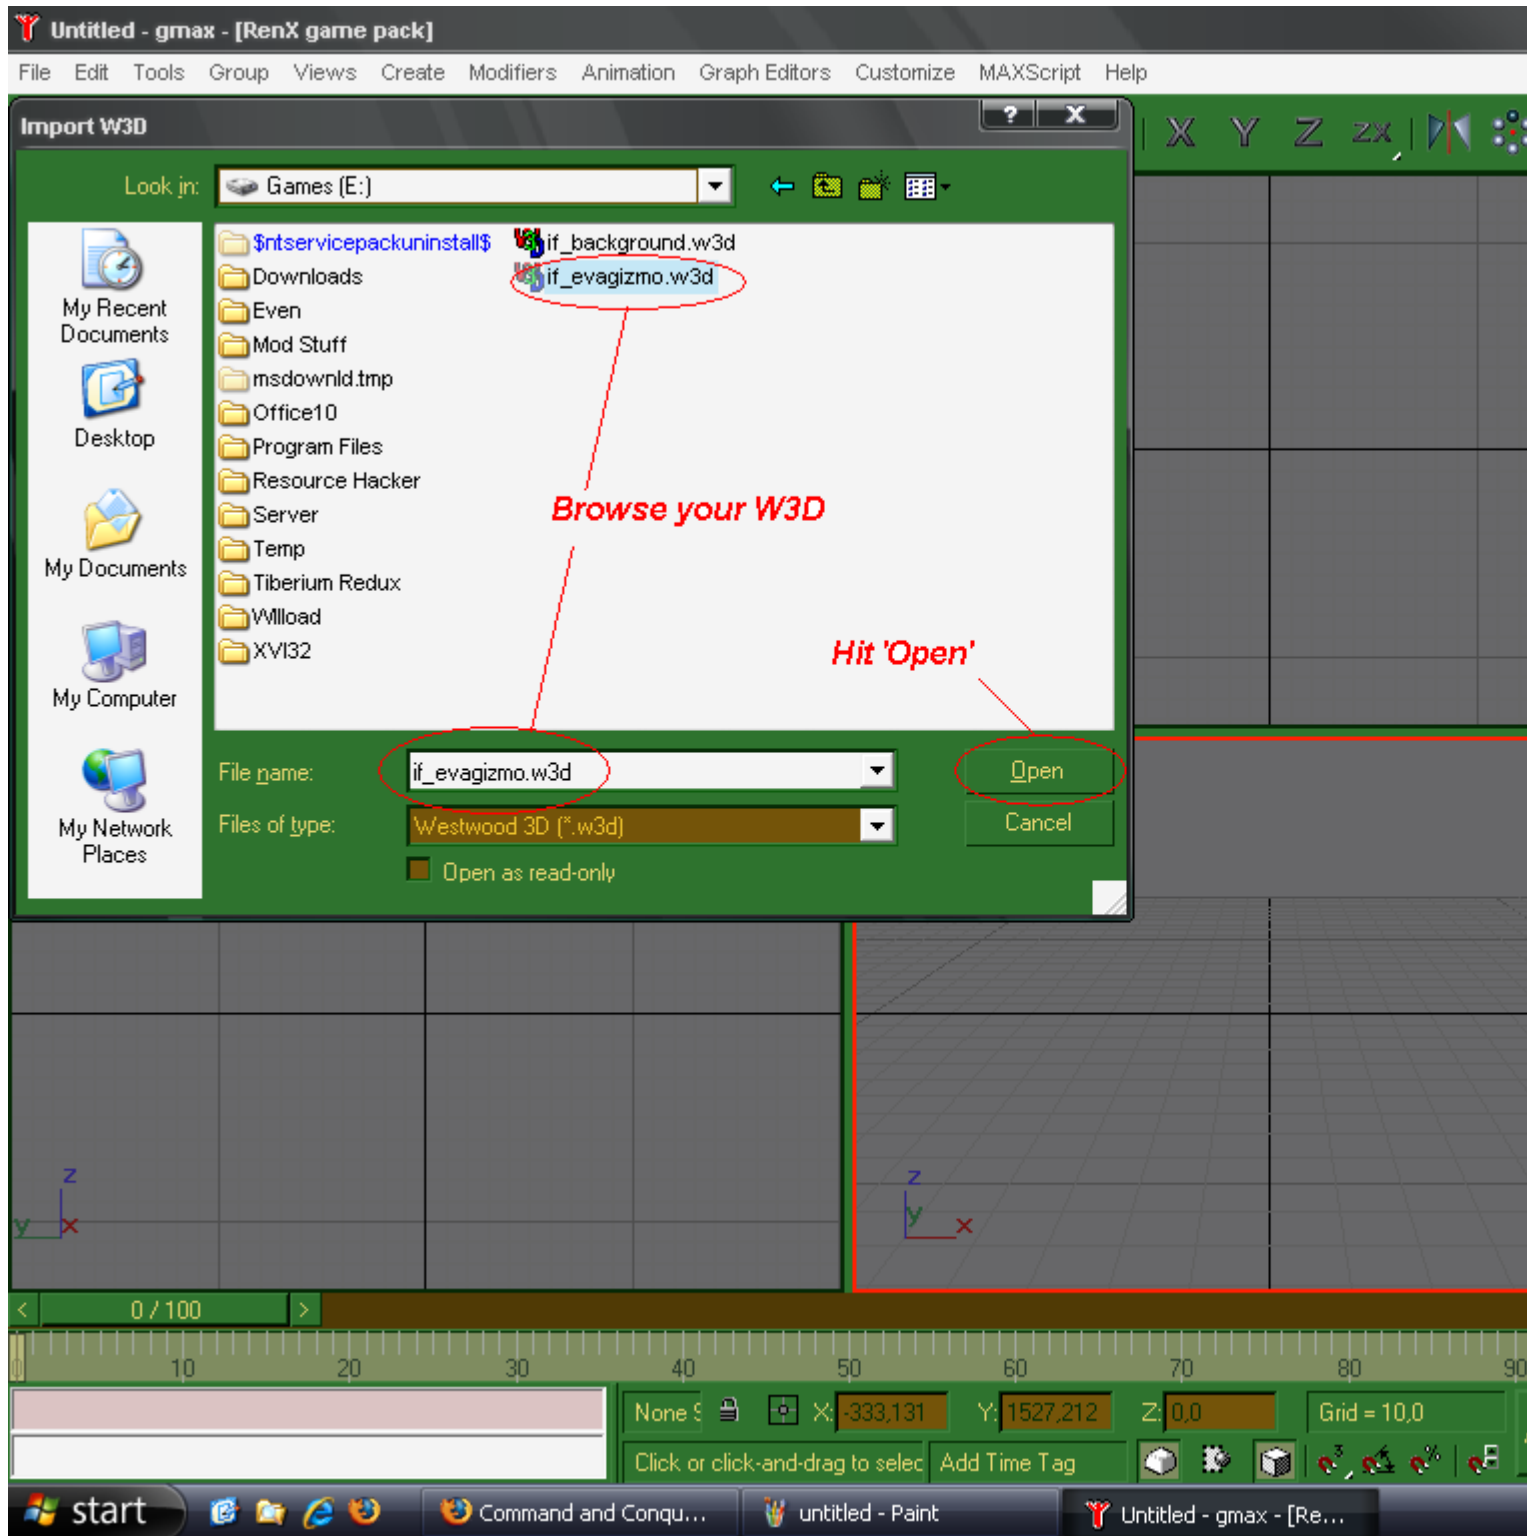 Untitled - gmax - [RenX game pack]
File Edit Tools Group Views Create Modifiers Animation Graph Editors Customize MAXScript Help
Import W3D
? X
X Y Z ZX
Look in: Games (E:)
$ntservicepackuninstall$
Downloads
Even
Mod Stuff
msdownld.tmp
Office10
Program Files
Resource Hacker
Server
Temp
Tiberium Redux
Wllload
XVI32
if_background.w3d
if_evagizmo.w3d
My Recent Documents
Desktop
My Documents
My Computer
My Network Places
Browse your W3D
Hit 'Open'
File name: if_evagizmo.w3d
Open
Files of type: Westwood 3D (*.w3d)
Cancel
Open as read-only
z
y x
z
y x
< 0 / 100 >
0 10 20 30 40 50 60 70 80 90
None S X: -333,131 Y: 1527,212 Z: 0,0 Grid = 10,0
Click or click-and-drag to selec Add Time Tag
start Command and Conqu... untitled - Paint Untitled - gmax - [Re...